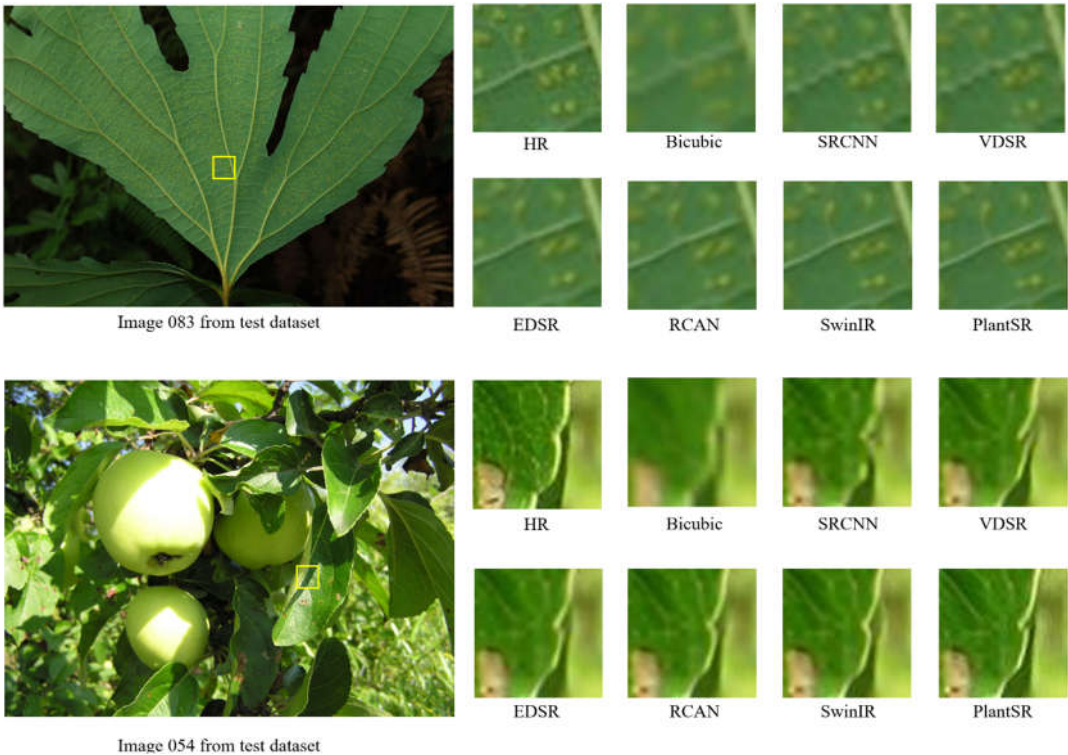 HR Bicubic SRCNN VDSR
EDSR RCAN SwinIR PlantSR
Image 083 from test dataset
HR Bicubic SRCNN VDSR
EDSR RCAN SwinIR PlantSR
Image 054 from test dataset